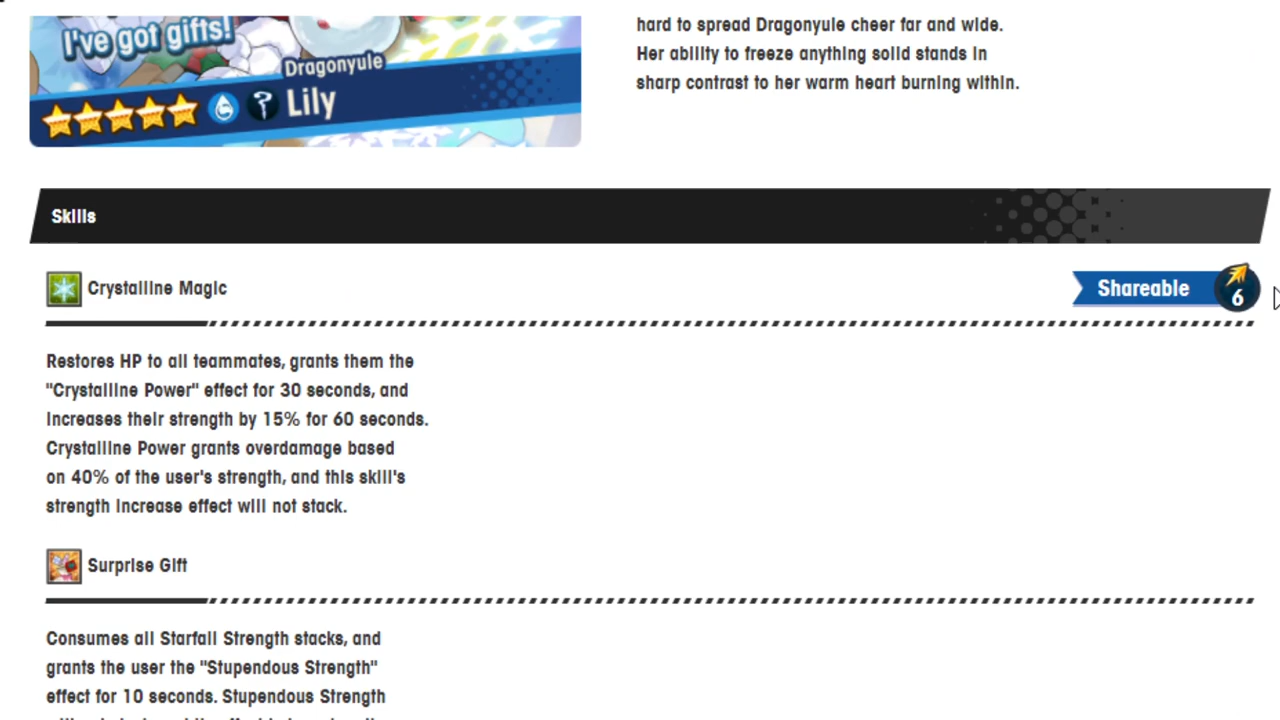 I've got gifts!
Dragonyule
Lily
hard to spread Dragonyule cheer far and wide.
Her ability to freeze anything solid stands in
sharp contrast to her warm heart burning within.
Skills
Crystalline Magic
Shareable
6
Restores HP to all teammates, grants them the
"Crystalline Power" effect for 30 seconds, and
increases their strength by 15% for 60 seconds.
Crystalline Power grants overdamage based
on 40% of the user's strength, and this skill's
strength increase effect will not stack.
Surprise Gift
Consumes all Starfall Strength stacks, and
grants the user the "Stupendous Strength"
effect for 10 seconds. Stupendous Strength